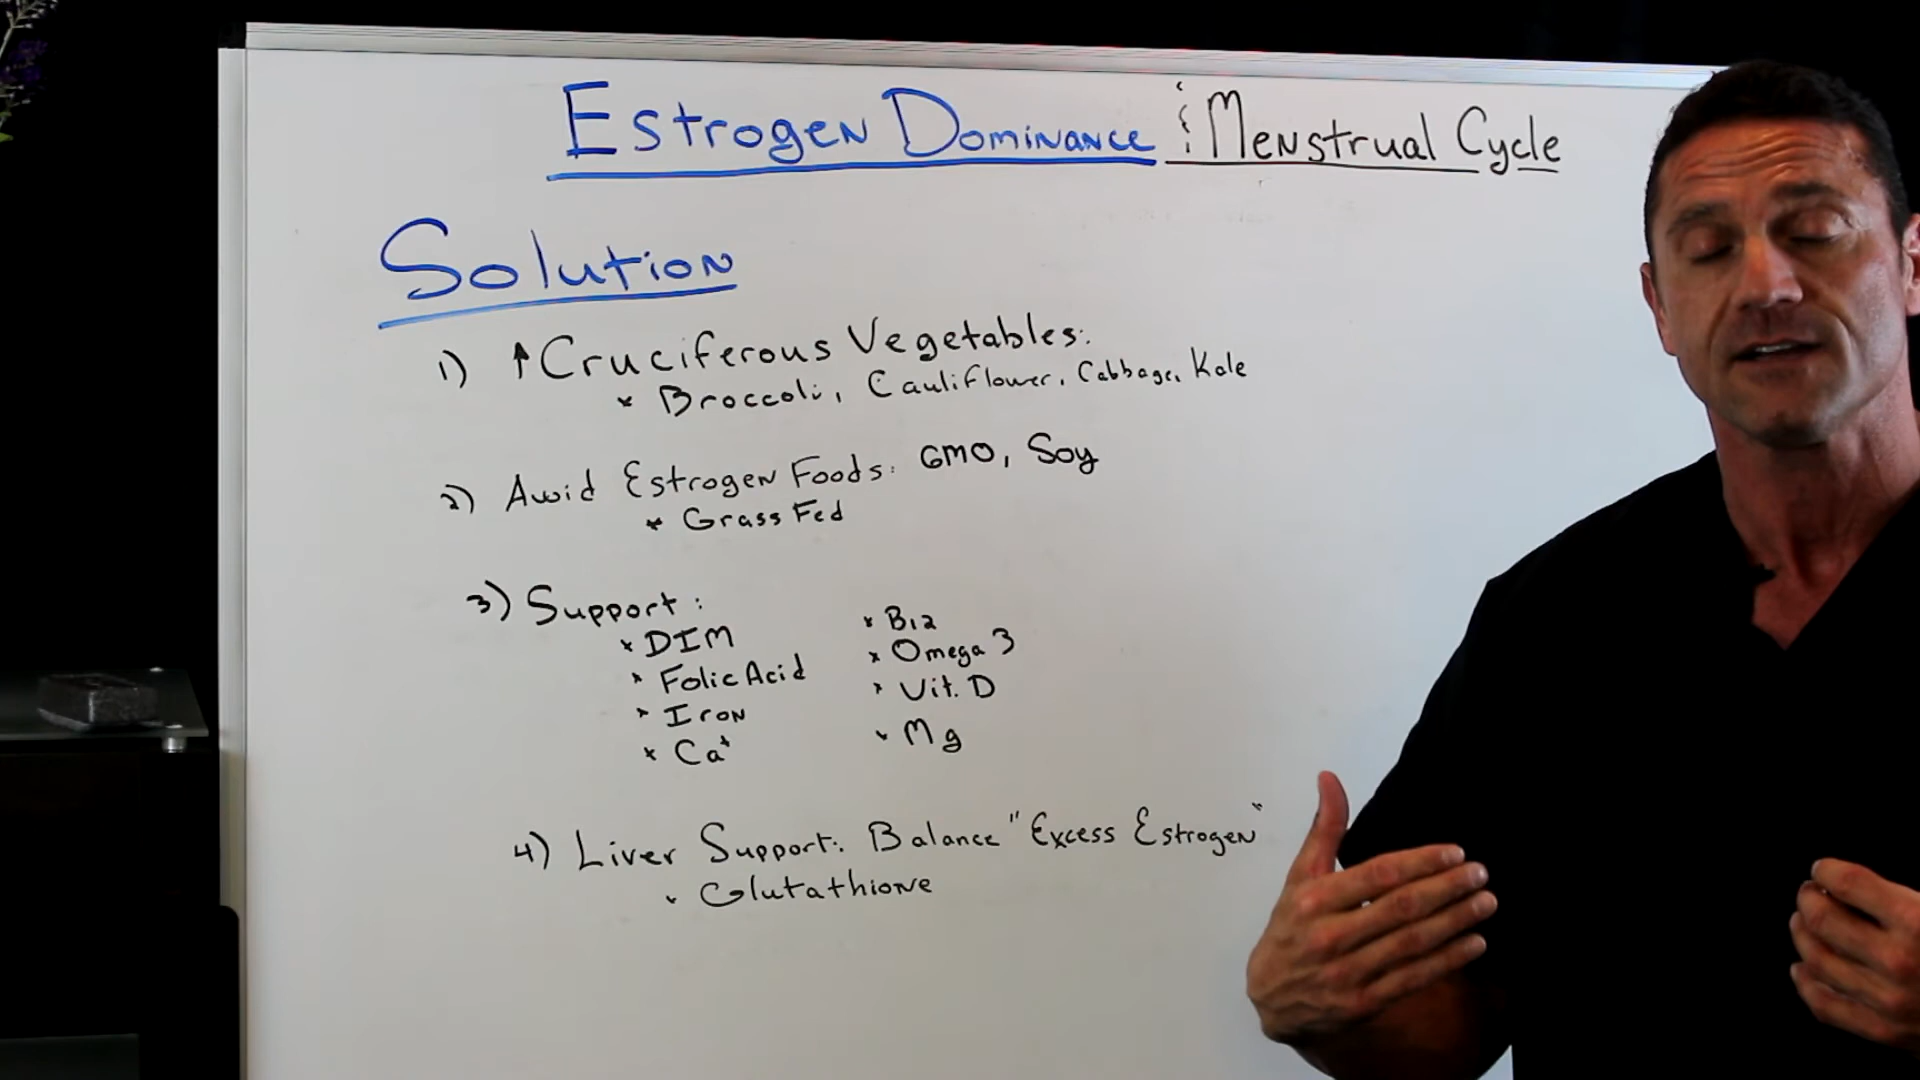 Estrogen Dominance & Menstrual Cycle
Solution
1) ↑ Cruciferous Vegetables:
* Broccoli, Cauliflower, Cabbage, Kale
2) Avoid Estrogen Foods: GMO, Soy
* Grass Fed
3) Support:
* DIM
* Folic Acid
* Iron
* Ca+
* B12
* Omega 3
* Vit. D
* Mg
4) Liver Support: Balance "Excess Estrogen"
* Glutathione